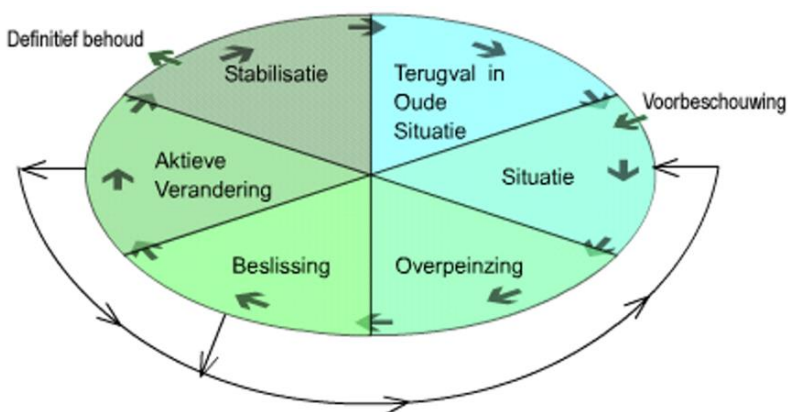 Definitief behoud
Stabilisatie
Terugval in
Oude
Situatie
Voorbeschouwing
Aktieve
Verandering
Situatie
Beslissing
Overpeinzing